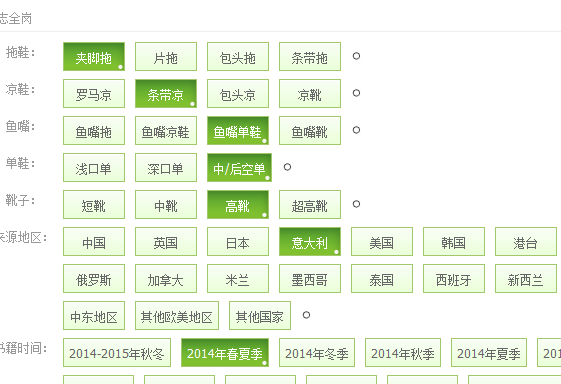 志全岗
拖鞋： 夹脚拖 片拖 包头拖 条带拖
凉鞋： 罗马凉 条带凉 包头凉 凉靴
鱼嘴： 鱼嘴拖 鱼嘴凉鞋 鱼嘴单鞋 鱼嘴靴
单鞋： 浅口单 深口单 中/后空单
靴子： 短靴 中靴 高靴 超高靴
来源地区： 中国 英国 日本 意大利 美国 韩国 港台
俄罗斯 加拿大 米兰 墨西哥 泰国 西班牙 新西兰
中东地区 其他欧美地区 其他国家
书籍时间： 2014-2015年秋冬 2014年春夏季 2014年冬季 2014年秋季 2014年夏季 201